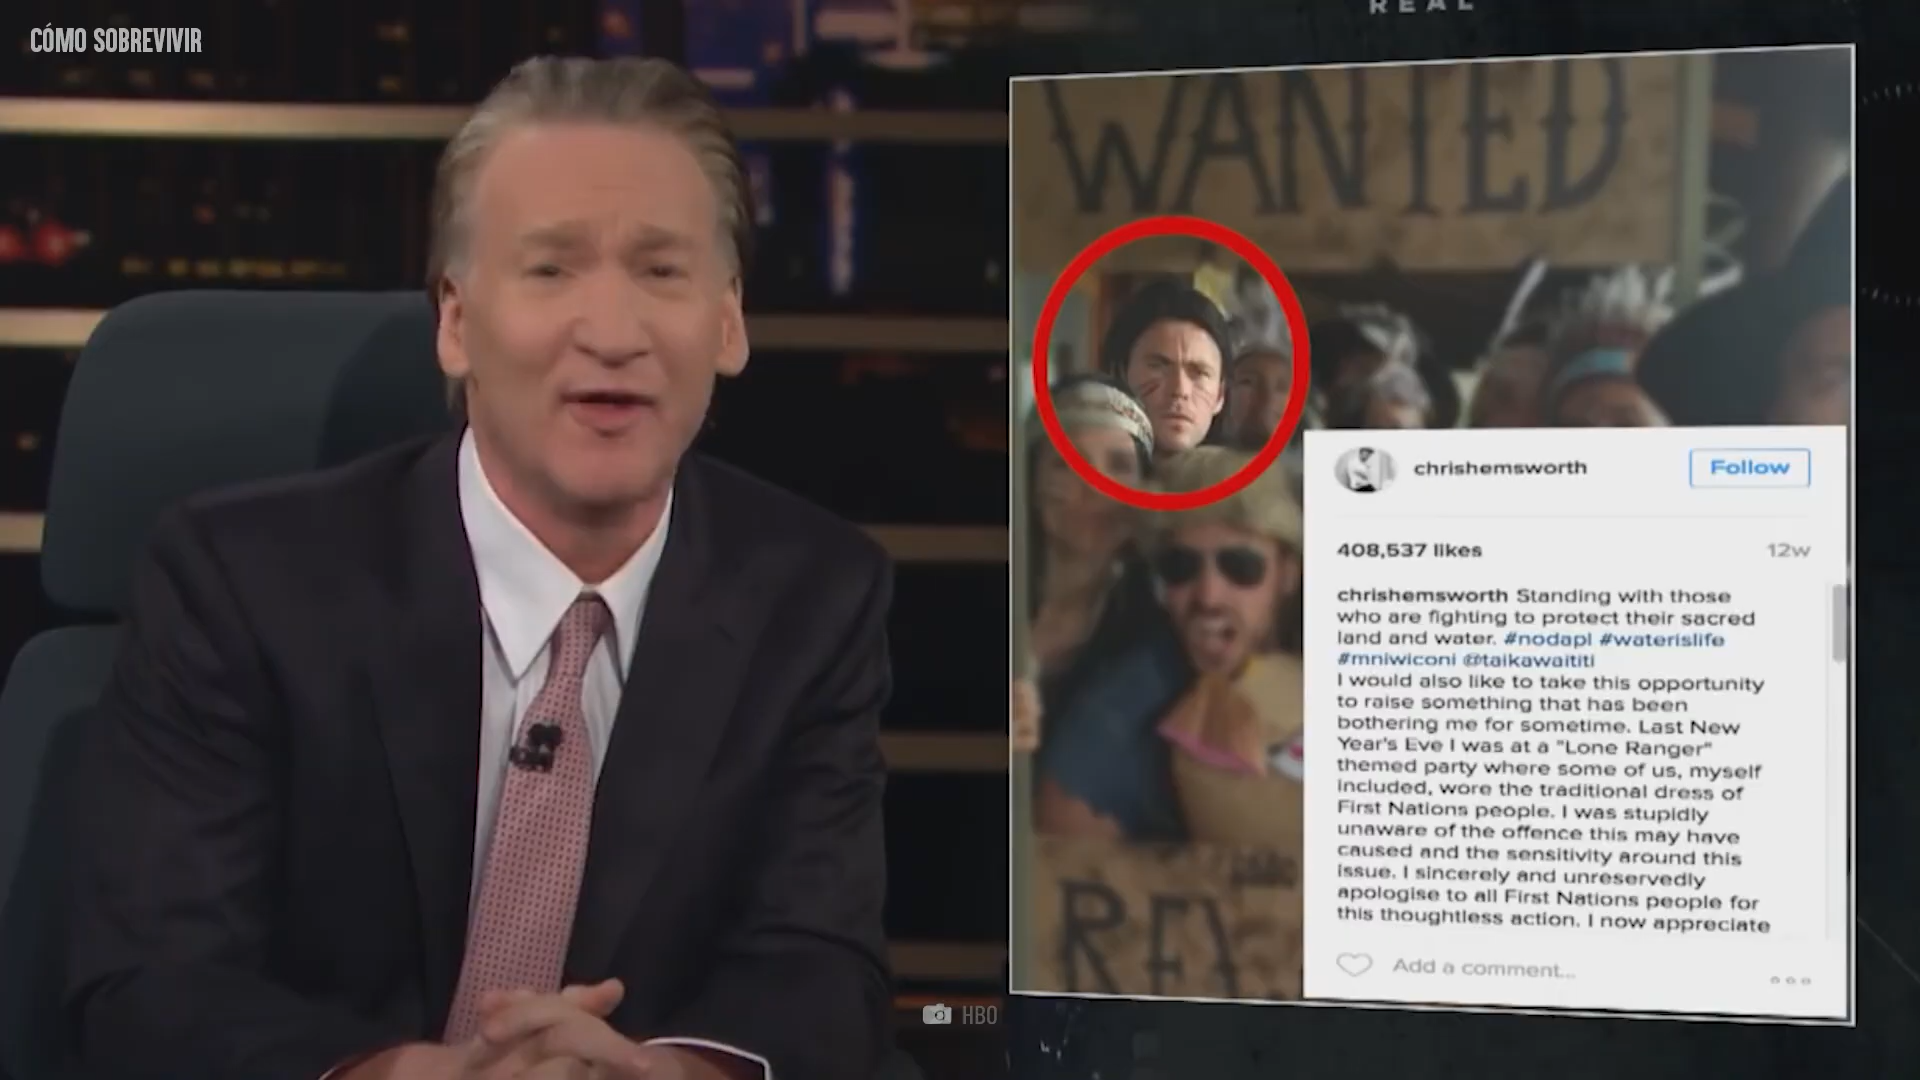 CÓMO SOBREVIVIR
REAL
WANTED
chrishemsworth
Follow
408,537 likes
12w
chrishemsworth Standing with those
who are fighting to protect their sacred
land and water. #nodapl #waterislife
#mniwiconi @taikawaititi
I would also like to take this opportunity
to raise something that has been
bothering me for sometime. Last New
Year's Eve I was at a "Lone Ranger"
themed party where some of us, myself
included, wore the traditional dress of
First Nations people. I was stupidly
unaware of the offence this may have
caused and the sensitivity around this
issue. I sincerely and unreservedly
apologise to all First Nations people for
this thoughtless action. I now appreciate
Add a comment...
HBO